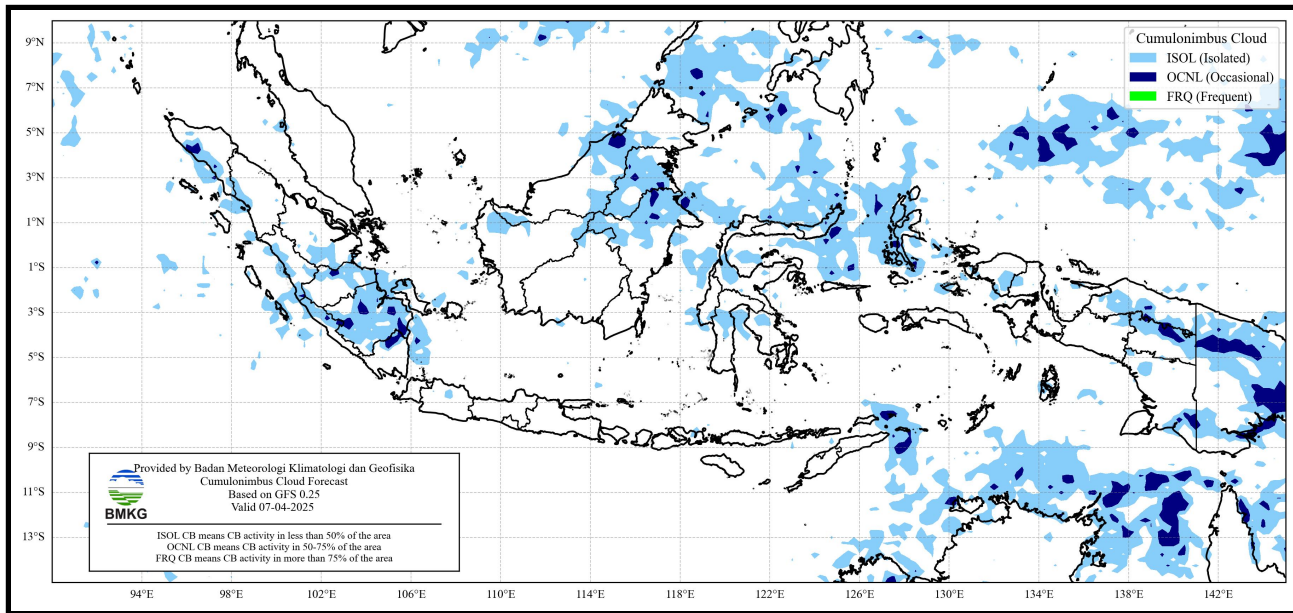 Cumulonimbus Cloud
ISOL (Isolated)
OCNL (Occasional)
FRQ (Frequent)
9°N
7°N
5°N
3°N
1°N
1°S
3°S
5°S
7°S
9°S
11°S
13°S
Provided by Badan Meteorologi Klimatologi dan Geofisika
Cumulonimbus Cloud Forecast
Based on GFS 0.25
Valid 07-04-2025
BMKG
ISOL CB means CB activity in less than 50% of the area
OCNL CB means CB activity in 50-75% of the area
FRQ CB means CB activity in more than 75% of the area
94°E 98°E 102°E 106°E 110°E 114°E 118°E 122°E 126°E 130°E 134°E 138°E 142°E